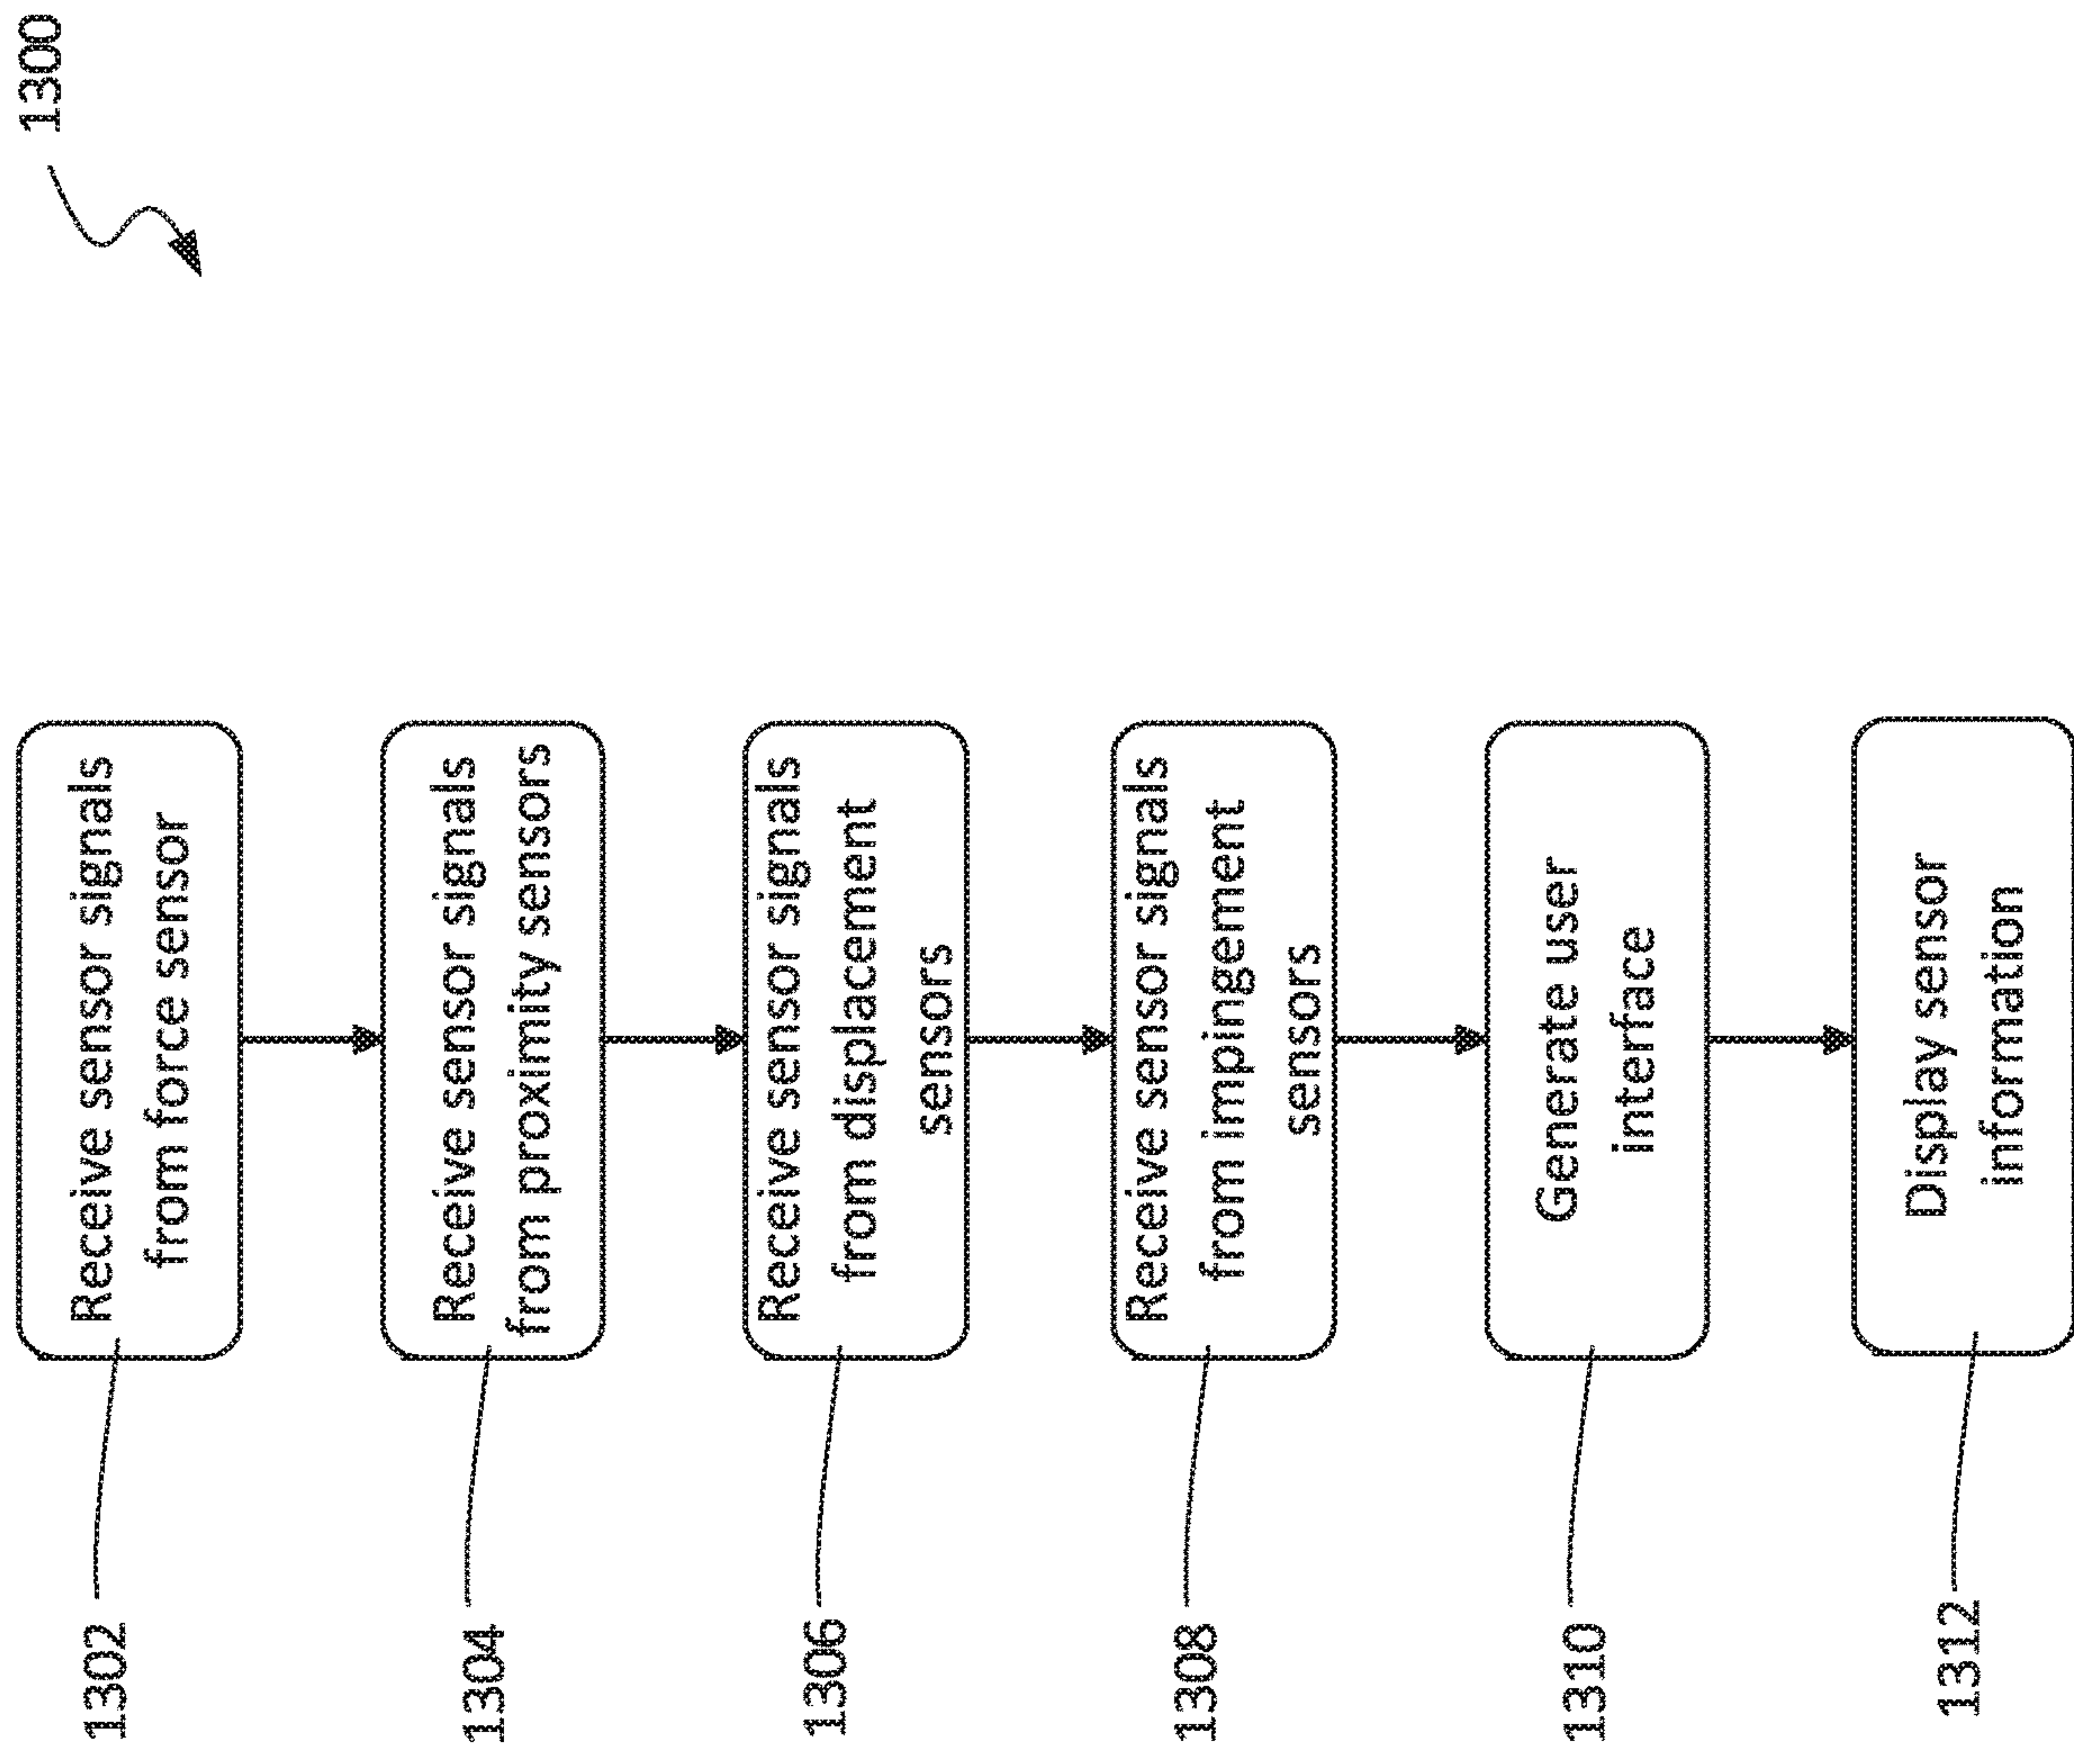 1300
1302
Receive sensor signals
from force sensor
1304
Receive sensor signals
from proximity sensors
1306
Receive sensor signals
from displacement
sensors
1308
Receive sensor signals
from impingement
sensors
1310
Generate user
interface
1312
Display sensor
information